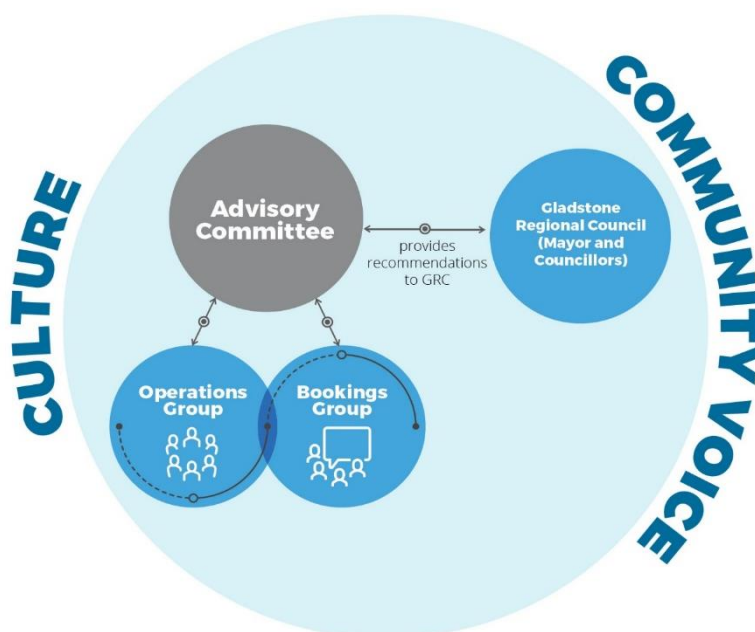 CULTURE
COMMUNITY VOICE
Advisory
Committee
Gladstone
Regional Council
(Mayor and
Councillors)
provides
recommendations
to GRC
Operations
Group
Bookings
Group